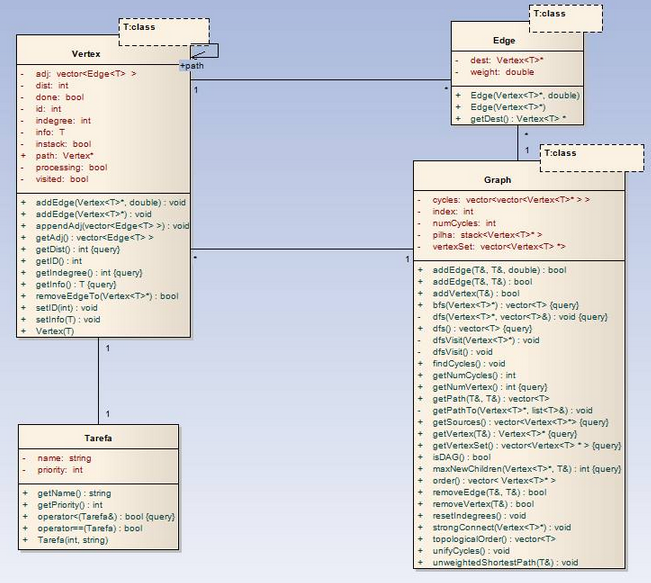 T:class
Vertex
+path
- adj: vector<Edge<T> >
- dist: int
- done: bool
- id: int
- indegree: int
- info: T
- instack: bool
+ path: Vertex*
- processing: bool
- visited: bool
+ addEdge(Vertex<T>*, double) : void
+ addEdge(Vertex<T>*) : void
+ appendAdj(vector<Edge<T> >) : void
+ getAdj() : vector<Edge<T> >
+ getDist() : int {query}
+ getID() : int
+ getIndegree() : int {query}
+ getInfo() : T {query}
+ removeEdgeTo(Vertex<T>*) : bool
+ setID(int) : void
+ setInfo(T) : void
+ Vertex(T)
1
*
T:class
Edge
- dest: Vertex<T>*
- weight: double
+ Edge(Vertex<T>*, double)
+ Edge(Vertex<T>*)
+ getDest() : Vertex<T> *
*
1
T:class
Graph
- cycles: vector<vector<Vertex<T>* > >
- index: int
- numCycles: int
- pilha: stack<Vertex<T>* >
- vertexSet: vector<Vertex<T> *>
+ addEdge(T&, T&, double) : bool
+ addEdge(T&, T&) : bool
+ addVertex(T&) : bool
+ bfs(Vertex<T>*) : vector<T> {query}
- dfs(Vertex<T>*, vector<T>&) : void {query}
+ dfs() : vector<T> {query}
- dfsVisit(Vertex<T>*) : void
- dfsVisit() : void
+ findCycles() : void
+ getNumCycles() : int
+ getNumVertex() : int {query}
+ getPath(T&, T&) : vector<T>
- getPathTo(Vertex<T>*, list<T>&) : void
+ getSources() : vector<Vertex<T>*> {query}
+ getVertex(T&) : Vertex<T>* {query}
+ getVertexSet() : vector<Vertex<T> * > {query}
+ isDAG() : bool
+ maxNewChildren(Vertex<T>*, T&) : int {query}
+ order() : vector< Vertex<T>* >
+ removeEdge(T&, T&) : bool
+ removeVertex(T&) : bool
+ resetIndegrees() : void
+ strongConnect(Vertex<T>*) : void
+ topologicalOrder() : vector<T>
+ unifyCycles() : void
+ unweightedShortestPath(T&) : void
*
1
1
1
Tarefa
- name: string
- priority: int
+ getName() : string
+ getPriority() : int
+ operator<(Tarefa&) : bool {query}
+ operator==(Tarefa) : bool
+ Tarefa(int, string)